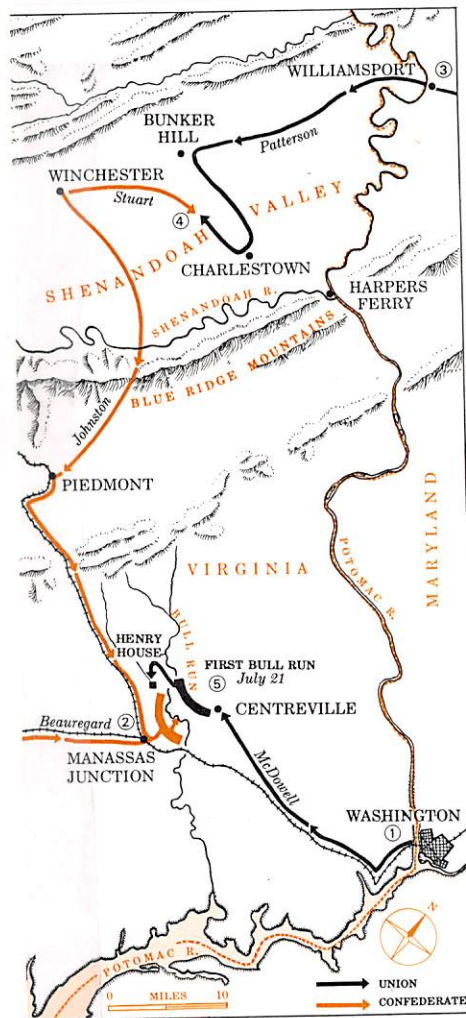 WILLIAMSPORT
③
BUNKER
HILL
Patterson
WINCHESTER
Stuart
④
SHENANDOAH VALLEY
CHARLESTOWN
HARPERS
FERRY
SHENANDOAH R.
BLUE RIDGE MOUNTAINS
Johnston
PIEDMONT
MARYLAND
VIRGINIA
POTOMAC R.
BULL RUN
HENRY
HOUSE
FIRST BULL RUN
July 21
⑤
CENTREVILLE
Beauregard
②
MANASSAS
JUNCTION
McDowell
WASHINGTON
①
N
POTOMAC R.
0 MILES 10
UNION
CONFEDERATE